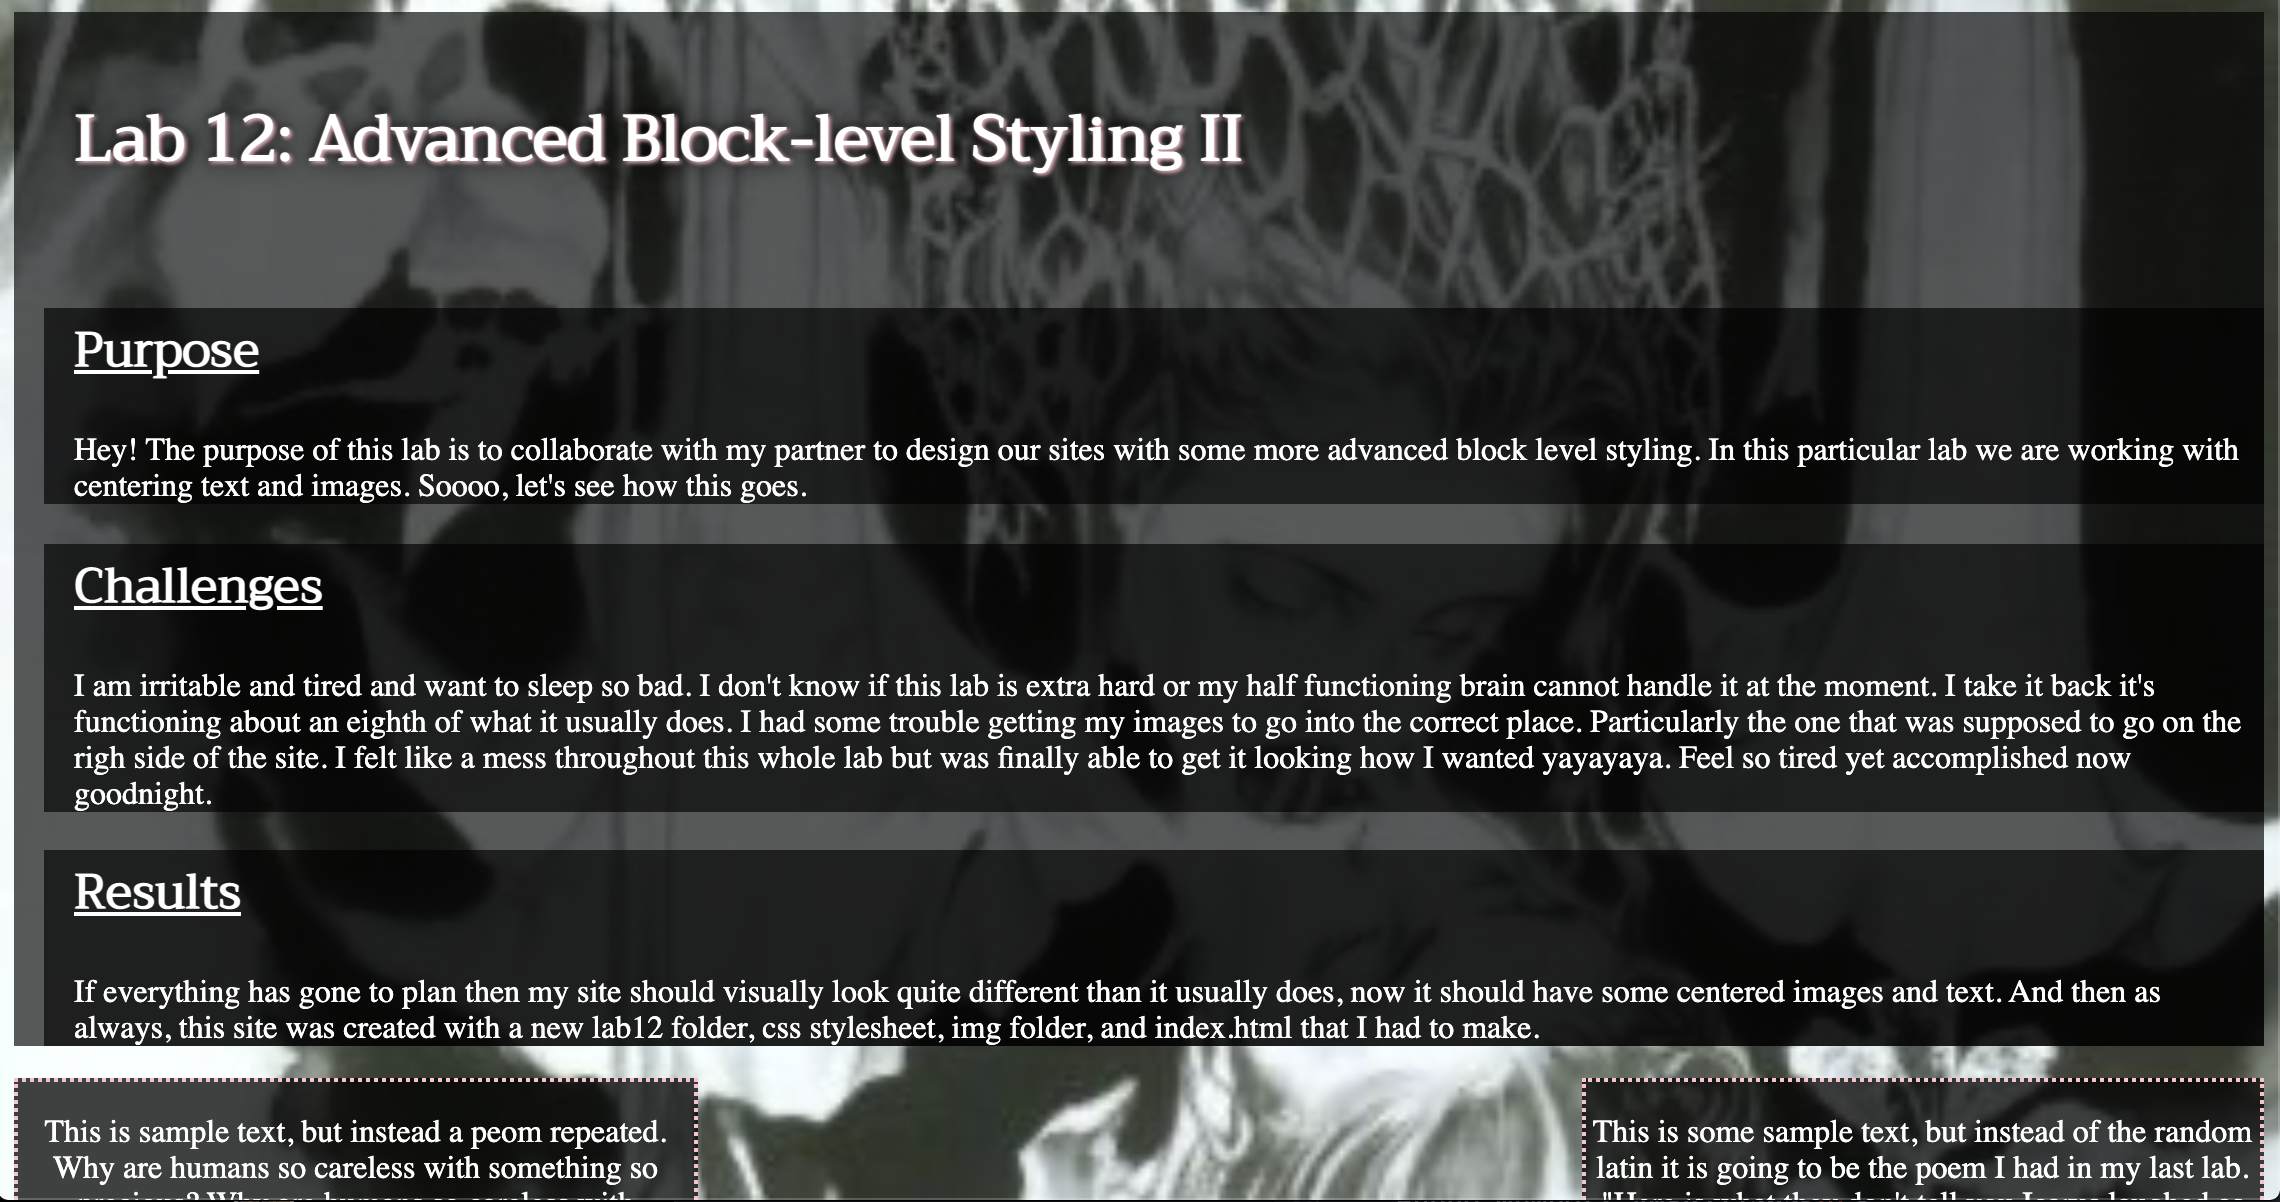 Lab 12: Advanced Block-level Styling II
Purpose
Hey! The purpose of this lab is to collaborate with my partner to design our sites with some more advanced block level styling. In this particular lab we are working with
centering text and images. Soooo, let's see how this goes.
Challenges
I am irritable and tired and want to sleep so bad. I don't know if this lab is extra hard or my half functioning brain cannot handle it at the moment. I take it back it's
functioning about an eighth of what it usually does. I had some trouble getting my images to go into the correct place. Particularly the one that was supposed to go on the
righ side of the site. I felt like a mess throughout this whole lab but was finally able to get it looking how I wanted yayayaya. Feel so tired yet accomplished now
goodnight.
Results
If everything has gone to plan then my site should visually look quite different than it usually does, now it should have some centered images and text. And then as
always, this site was created with a new lab12 folder, css stylesheet, img folder, and index.html that I had to make.
This is sample text, but instead a peom repeated.
Why are humans so careless with something so
This is some sample text, but instead of the random
latin it is going to be the poem I had in my last lab.